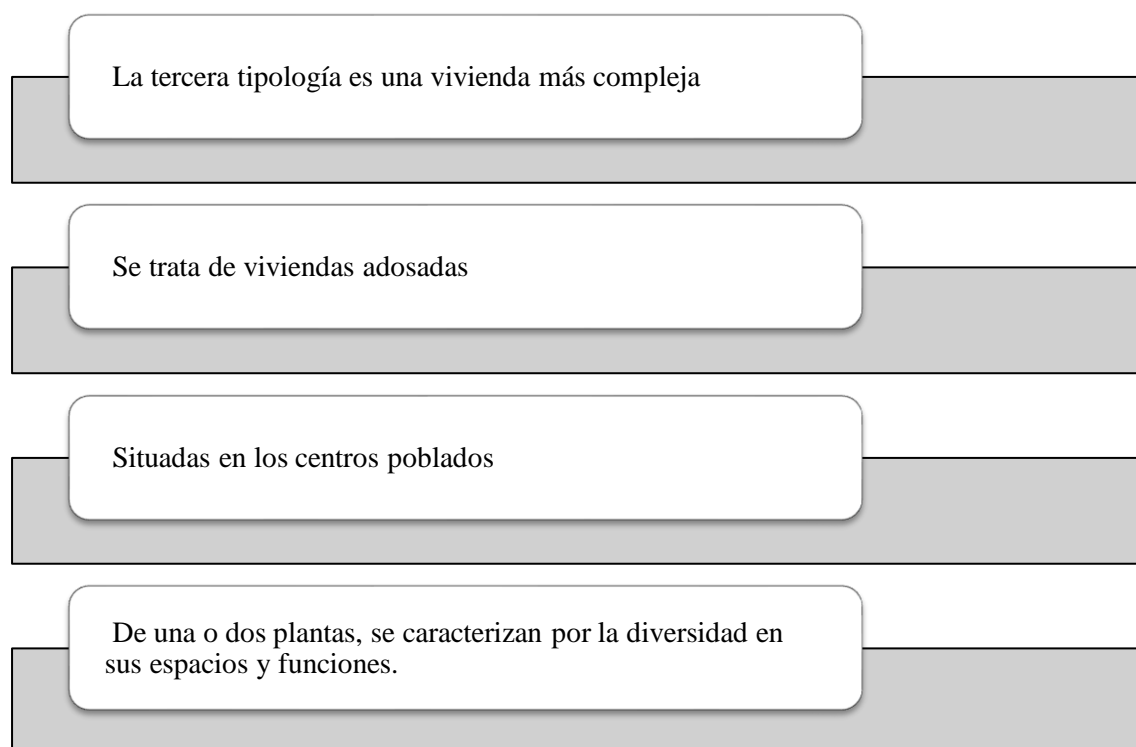 La tercera tipología es una vivienda más compleja
Se trata de viviendas adosadas
Situadas en los centros poblados
De una o dos plantas, se caracterizan por la diversidad en
sus espacios y funciones.